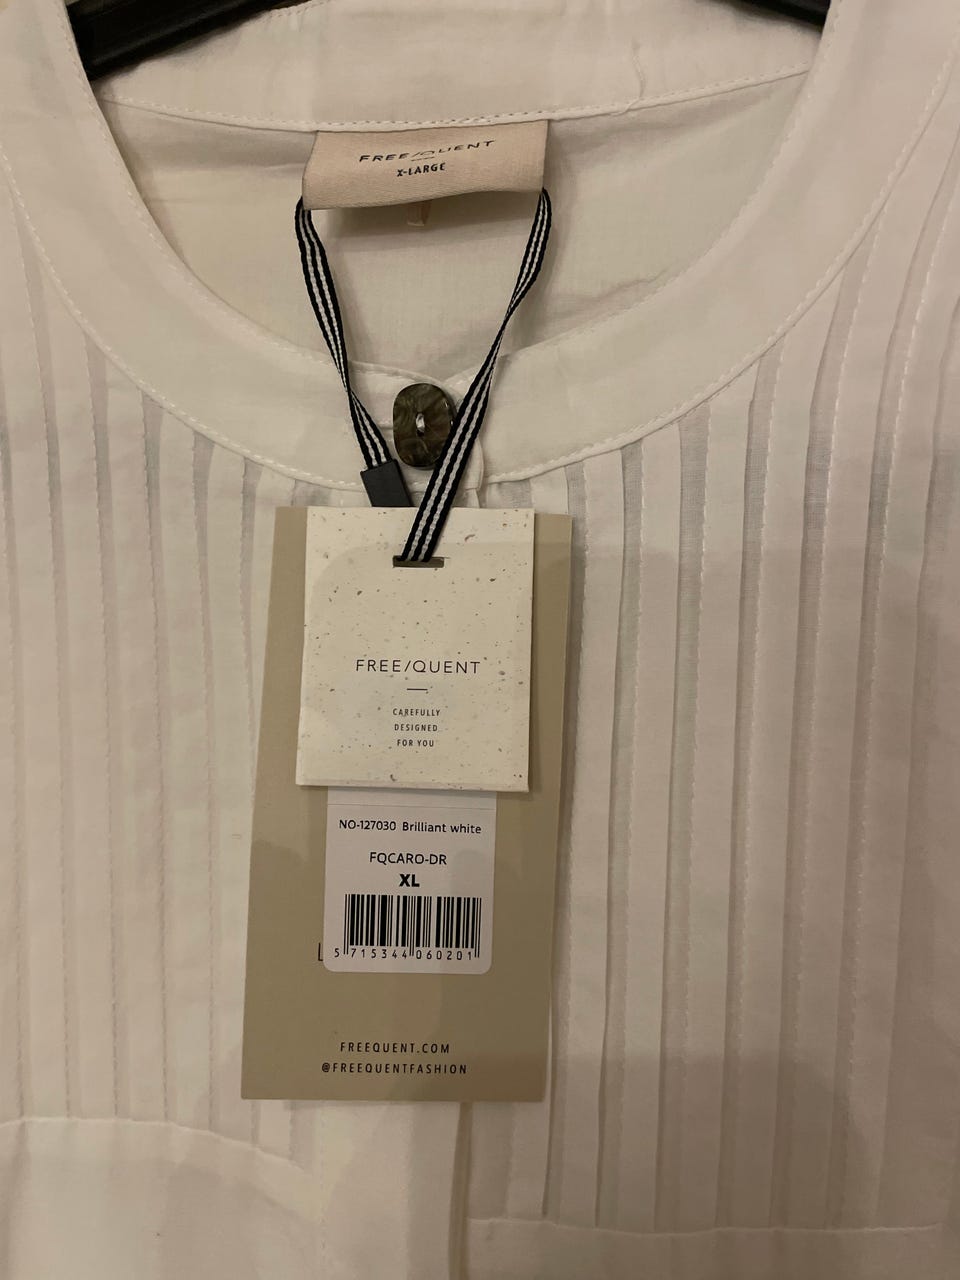 FREE/QUENT
X-LARGE
FREE/QUENT
CAREFULLY
DESIGNED
FOR YOU
NO-127030 Brilliant white
FQCARO-DR
XL
5 715344 060201
FREEQUENT.COM
@FREEQUENTFASHION